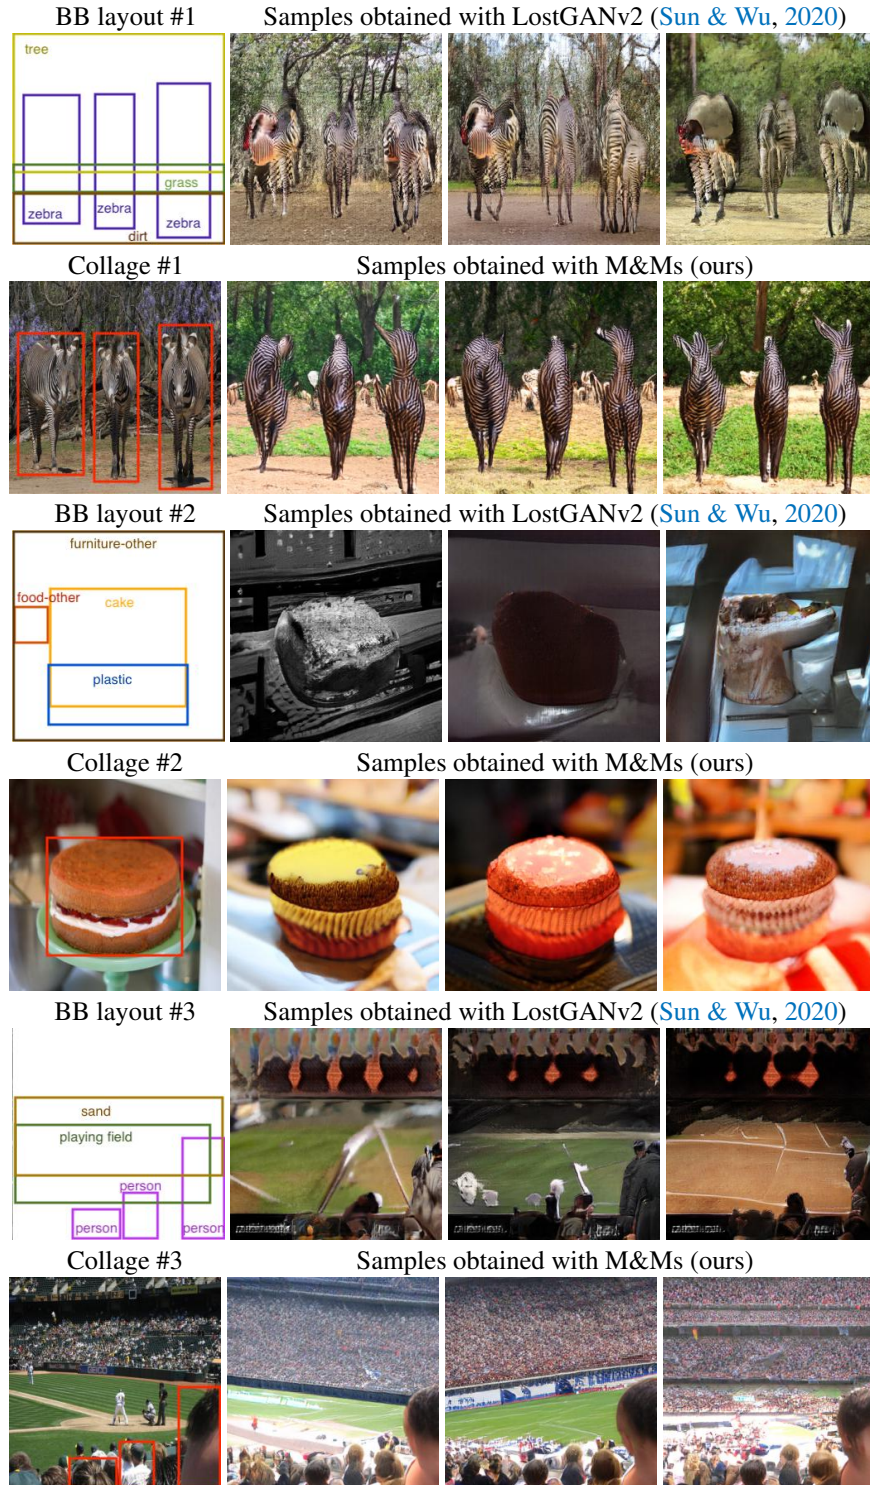 BB layout #1 Samples obtained with LostGANv2 (Sun & Wu, 2020)
tree
grass
zebra zebra zebra
dirt
Collage #1 Samples obtained with M&Ms (ours)
BB layout #2 Samples obtained with LostGANv2 (Sun & Wu, 2020)
furniture-other
food-other cake
plastic
Collage #2 Samples obtained with M&Ms (ours)
BB layout #3 Samples obtained with LostGANv2 (Sun & Wu, 2020)
sand
playing field
person
person person
Collage #3 Samples obtained with M&Ms (ours)